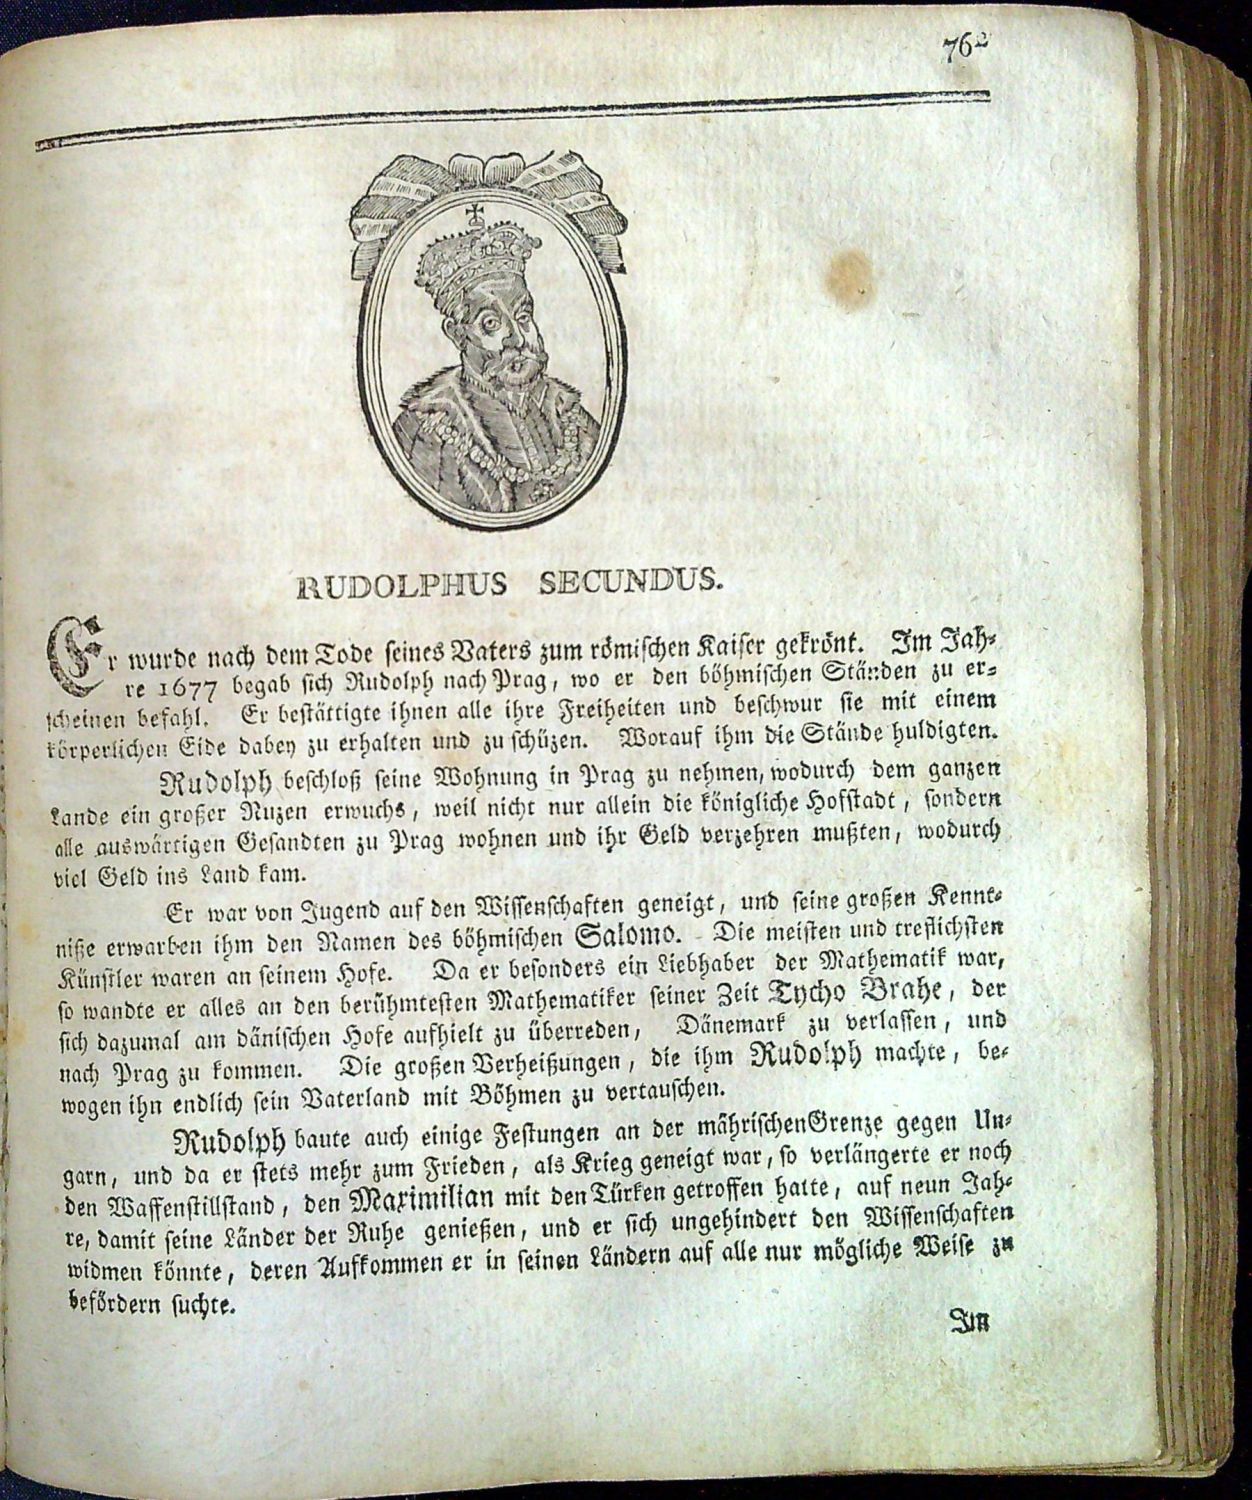 762
RUDOLPHUS SECUNDUS.
Er wurde nach dem Tode seines Vaters zum römischen Kaiser gekrönt. Im Jah-
re 1677 begab sich Rudolph nach Prag, wo er den böhmischen Ständen zu er-
scheinen befahl. Er bestättigte ihnen alle ihre Freiheiten und beschwur sie mit einem
körperlichen Eide dabey zu erhalten und zu schüzen. Worauf ihm die Stände huldigten.
Rudolph beschloß seine Wohnung in Prag zu nehmen, wodurch dem ganzen
Lande ein großer Nuzen erwuchs, weil nicht nur allein die königliche Hofstadt, sondern
alle auswärtigen Gesandten zu Prag wohnen und ihr Geld verzehren mußten, wodurch
viel Geld ins Land kam.
Er war von Jugend auf den Wissenschaften geneigt, und seine großen Kennt-
niße erwarben ihm den Namen des böhmischen Salomo. Die meisten und treflichsten
Künstler waren an seinem Hofe. Da er besonders ein Liebhaber der Mathematik war,
so wandte er alles an den berühmtesten Mathematiker seiner Zeit Tycho Brahe, der
sich dazumal am dänischen Hofe aufhielt zu überreden, Dänemark zu verlassen, und
nach Prag zu kommen. Die großen Verheißungen, die ihm Rudolph machte, be-
wogen ihn endlich sein Vaterland mit Böhmen zu vertauschen.
Rudolph baute auch einige Festungen an der mährischen Grenze gegen Un-
garn, und da er stets mehr zum Frieden, als Krieg geneigt war, so verlängerte er noch
den Waffenstillstand, den Maximilian mit den Türken getroffen hatte, auf neun Jah-
re, damit seine Länder der Ruhe genießen, und er sich ungehindert den Wissenschaften
widmen könnte, deren Aufkommen er in seinen Ländern auf alle nur mögliche Weise zu
befördern suchte.
Im